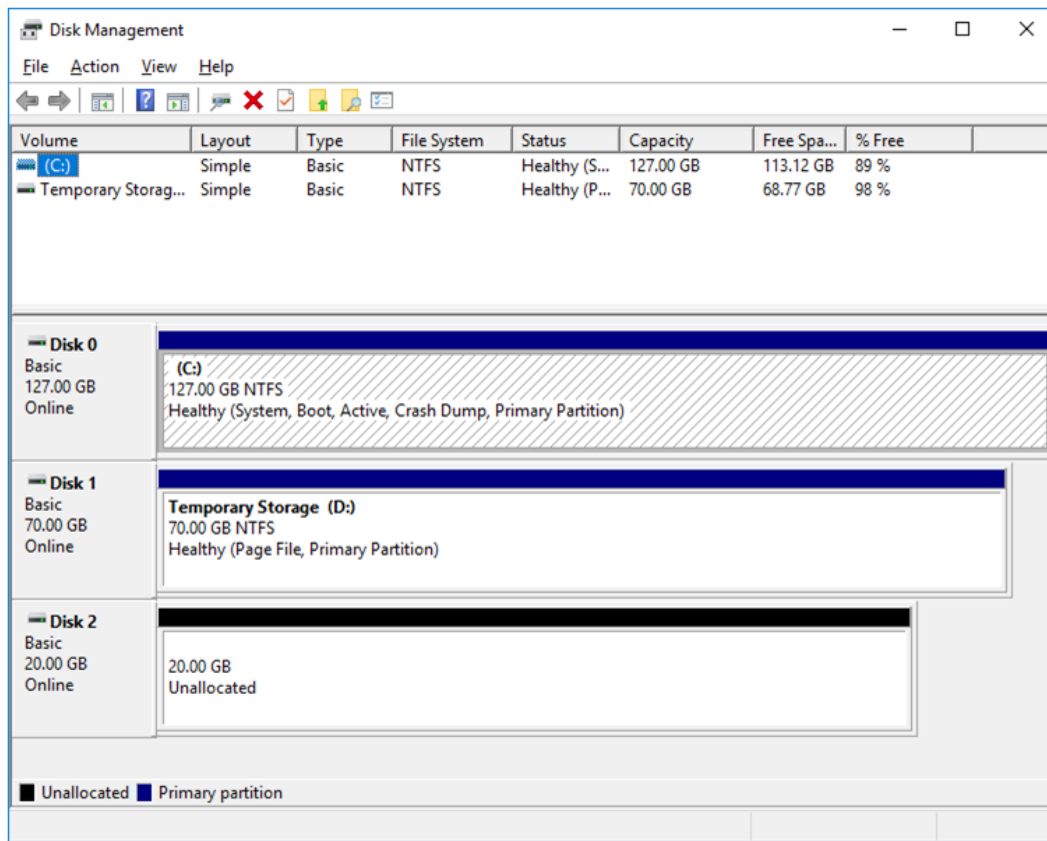 Disk Management
File Action View Help
Volume Layout Type File System Status Capacity Free Spa... % Free
(C:) Simple Basic NTFS Healthy (S... 127.00 GB 113.12 GB 89 %
Temporary Storag... Simple Basic NTFS Healthy (P... 70.00 GB 68.77 GB 98 %
Disk 0
Basic
127.00 GB
Online
(C:)
127.00 GB NTFS
Healthy (System, Boot, Active, Crash Dump, Primary Partition)
Disk 1
Basic
70.00 GB
Online
Temporary Storage (D:)
70.00 GB NTFS
Healthy (Page File, Primary Partition)
Disk 2
Basic
20.00 GB
Online
20.00 GB
Unallocated
Unallocated Primary partition